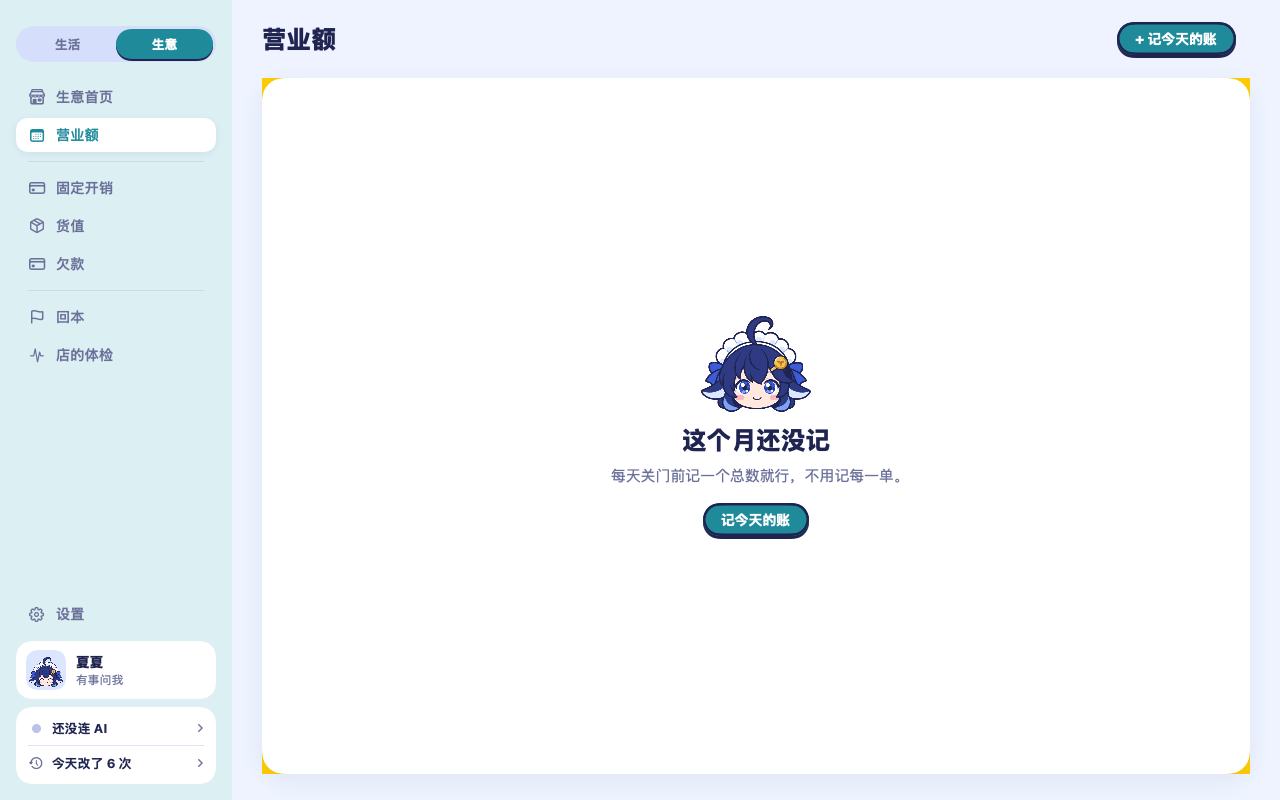 生活
生意
生意首页
营业额
固定开销
货值
欠款
回本
店的体检
设置
夏夏
有事问我
还没连 AI
今天改了 6 次
营业额
+ 记今天的账
这个月还没记
每天关门前记一个总数就行，不用记每一单。
记今天的账